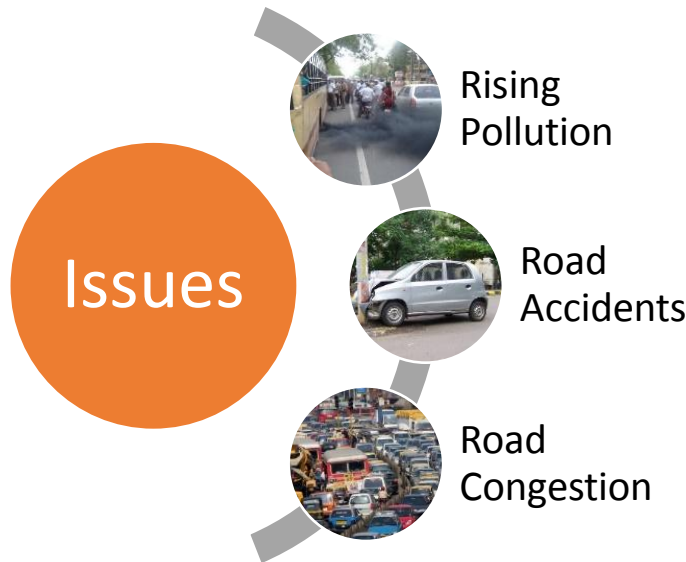 Issues
Rising
Pollution
Road
Accidents
Road
Congestion